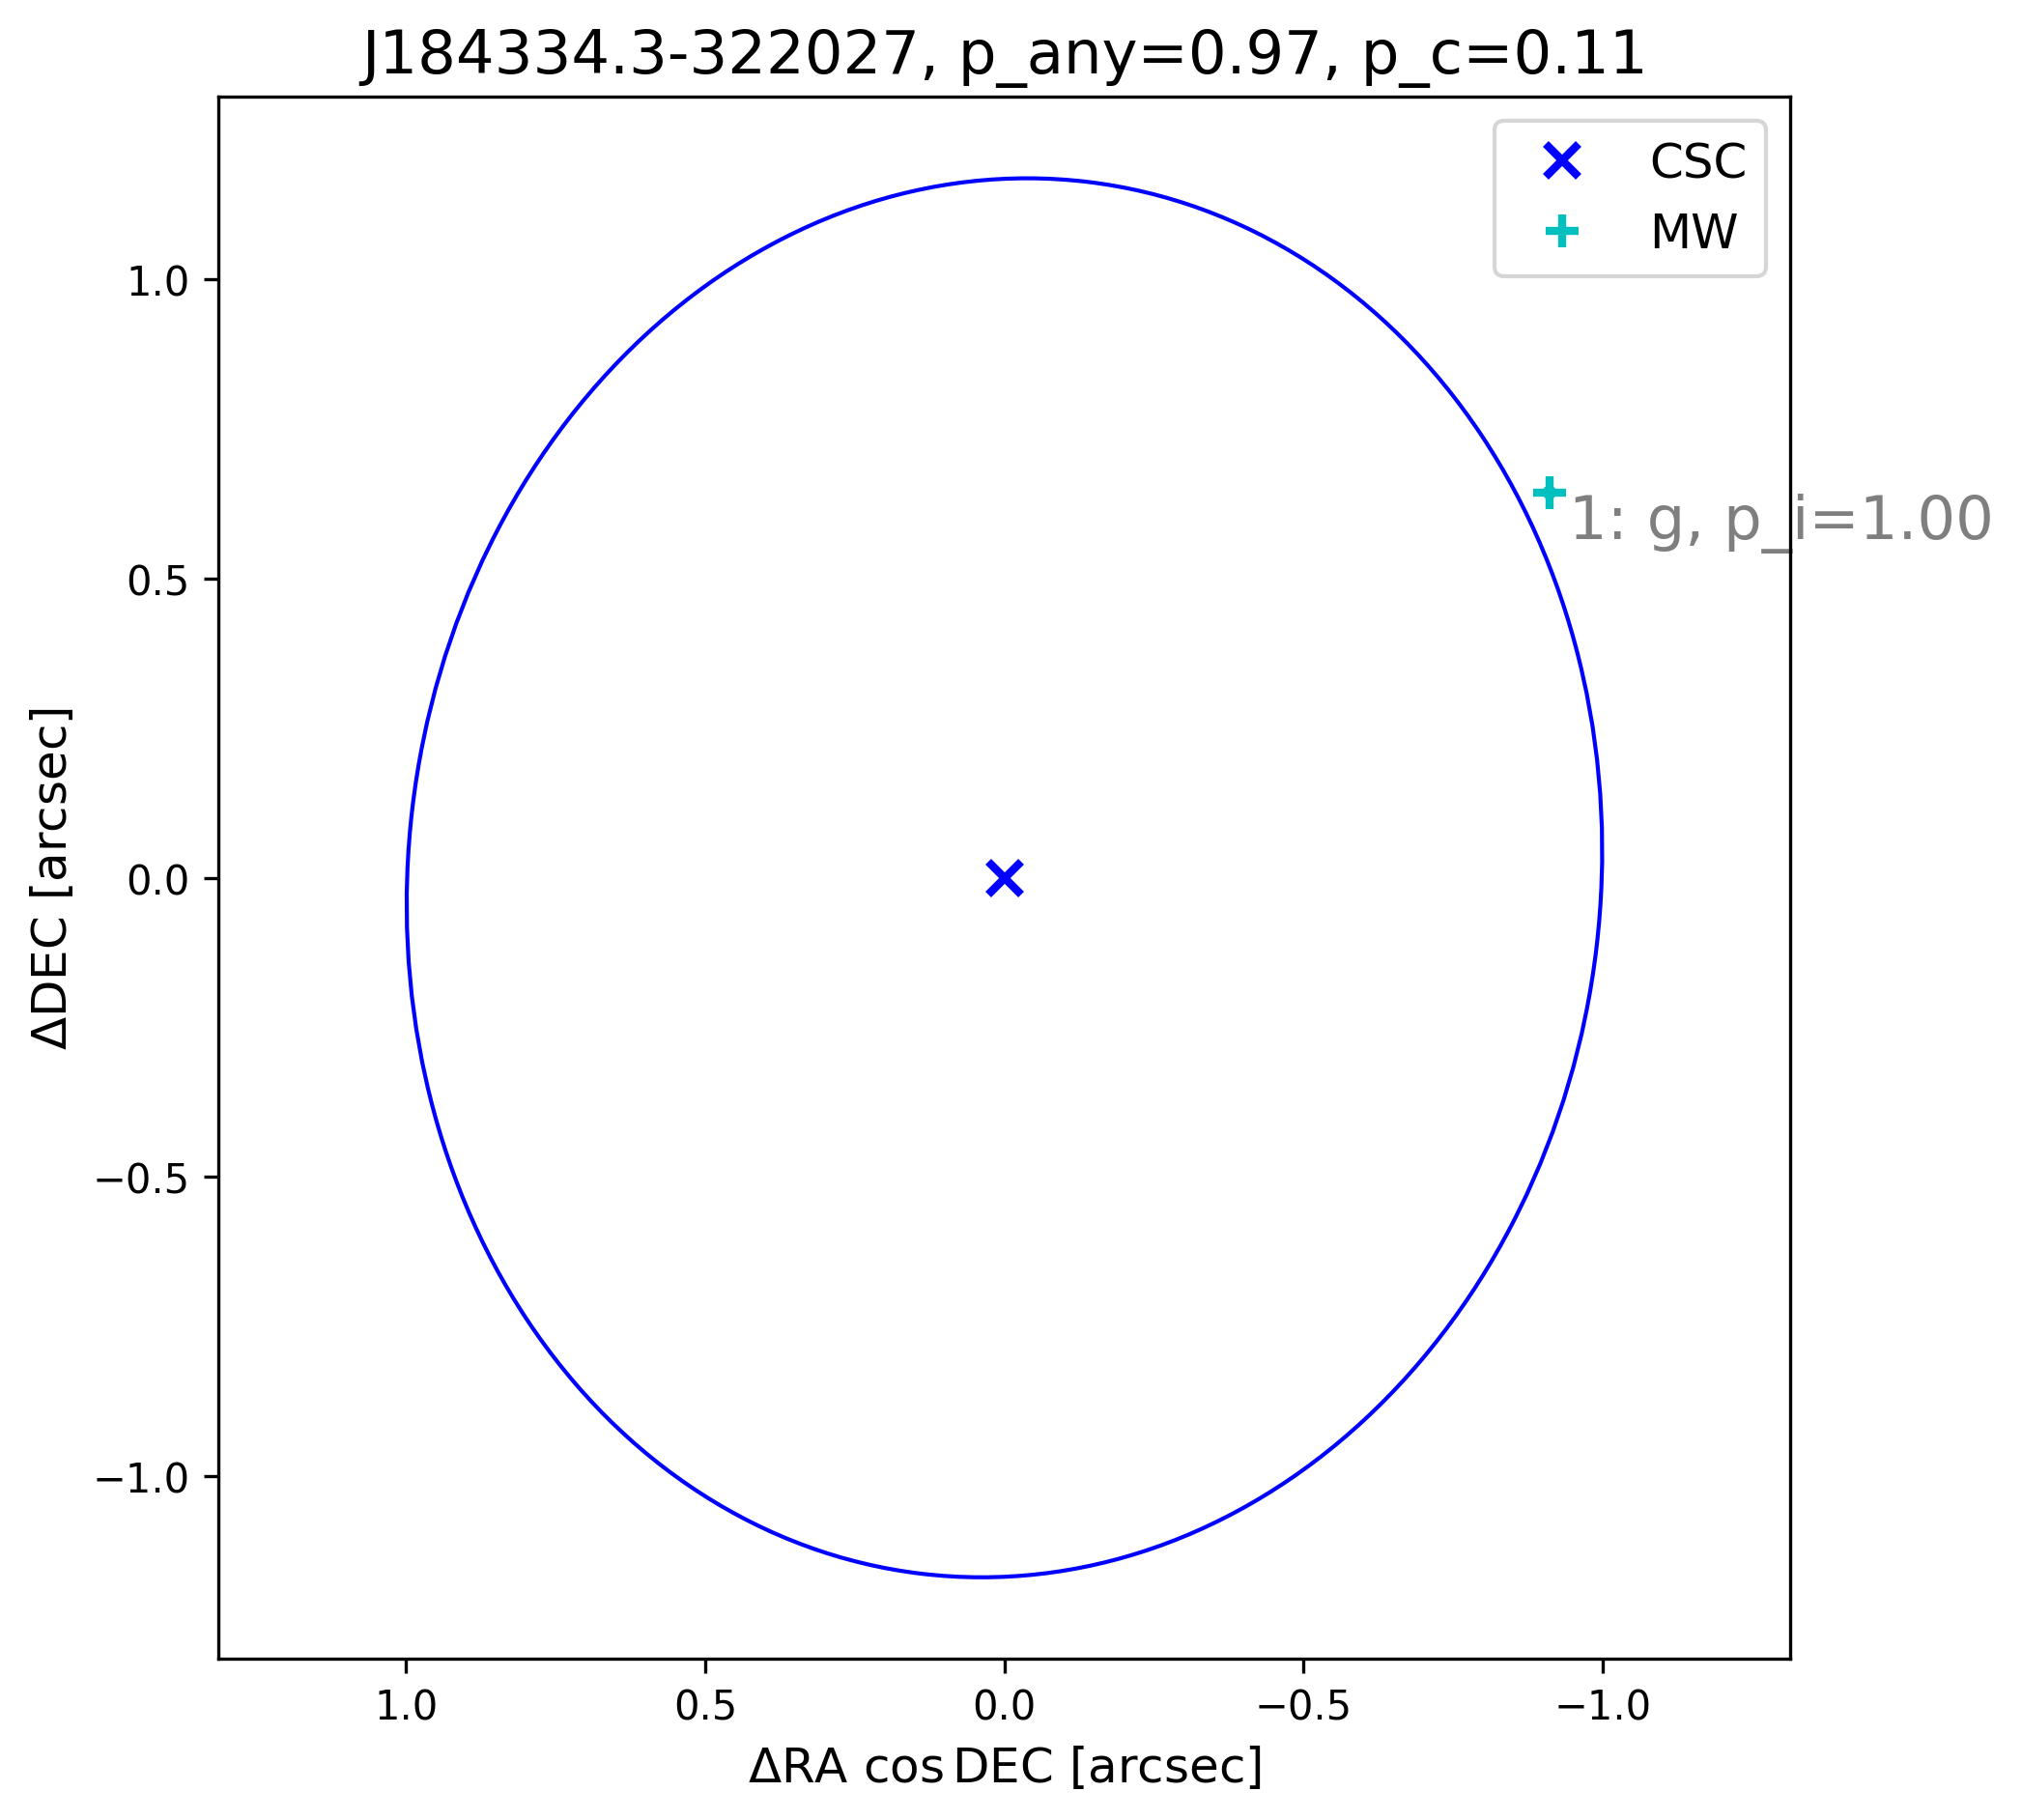 J184334.3-322027, p_any=0.97, p_c=0.11
CSC
MW
1: g, p_i=1.00
1.0
0.5
0.0
−0.5
−1.0
ΔDEC [arcsec]
1.0 0.5 0.0 −0.5 −1.0
ΔRA cos DEC [arcsec]